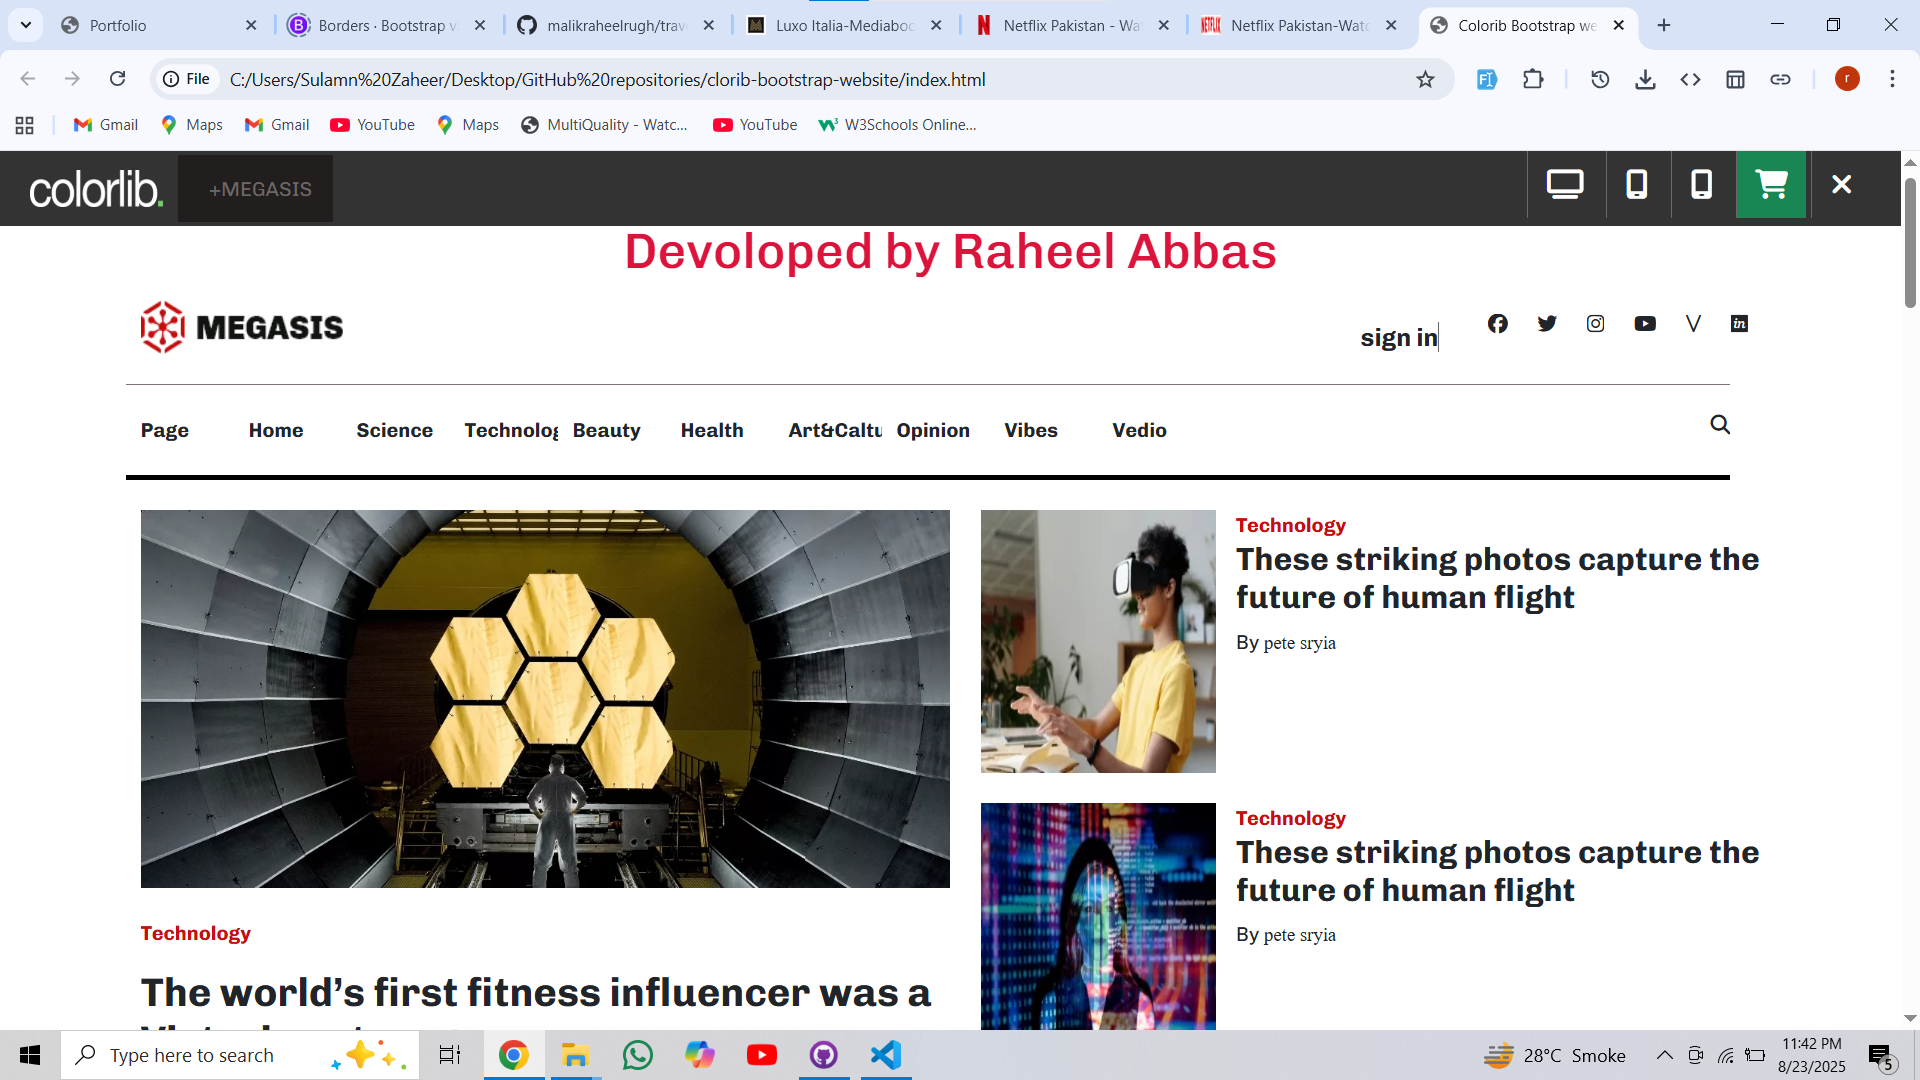 Portfolio
Borders · Bootstrap v
malikraheelrugh/trav
Luxo Italia-Mediaboo
Netflix Pakistan - Wa
Netflix Pakistan-Watc
Colorib Bootstrap we
File
C:/Users/Sulamn%20Zaheer/Desktop/GitHub%20repositories/clorib-bootstrap-website/index.html
r
Gmail
Maps
Gmail
YouTube
Maps
MultiQuality - Watc...
YouTube
W3Schools Online...
colorlib.
+MEGASIS
Devoloped by Raheel Abbas
MEGASIS
sign in
Page Home Science Technolog Beauty Health Art&Caltu Opinion Vibes Vedio
Technology
These striking photos capture the
future of human flight
By pete sryia
Technology
These striking photos capture the
future of human flight
By pete sryia
Technology
The world’s first fitness influencer was a
Type here to search
28°C Smoke
11:42 PM
8/23/2025
5